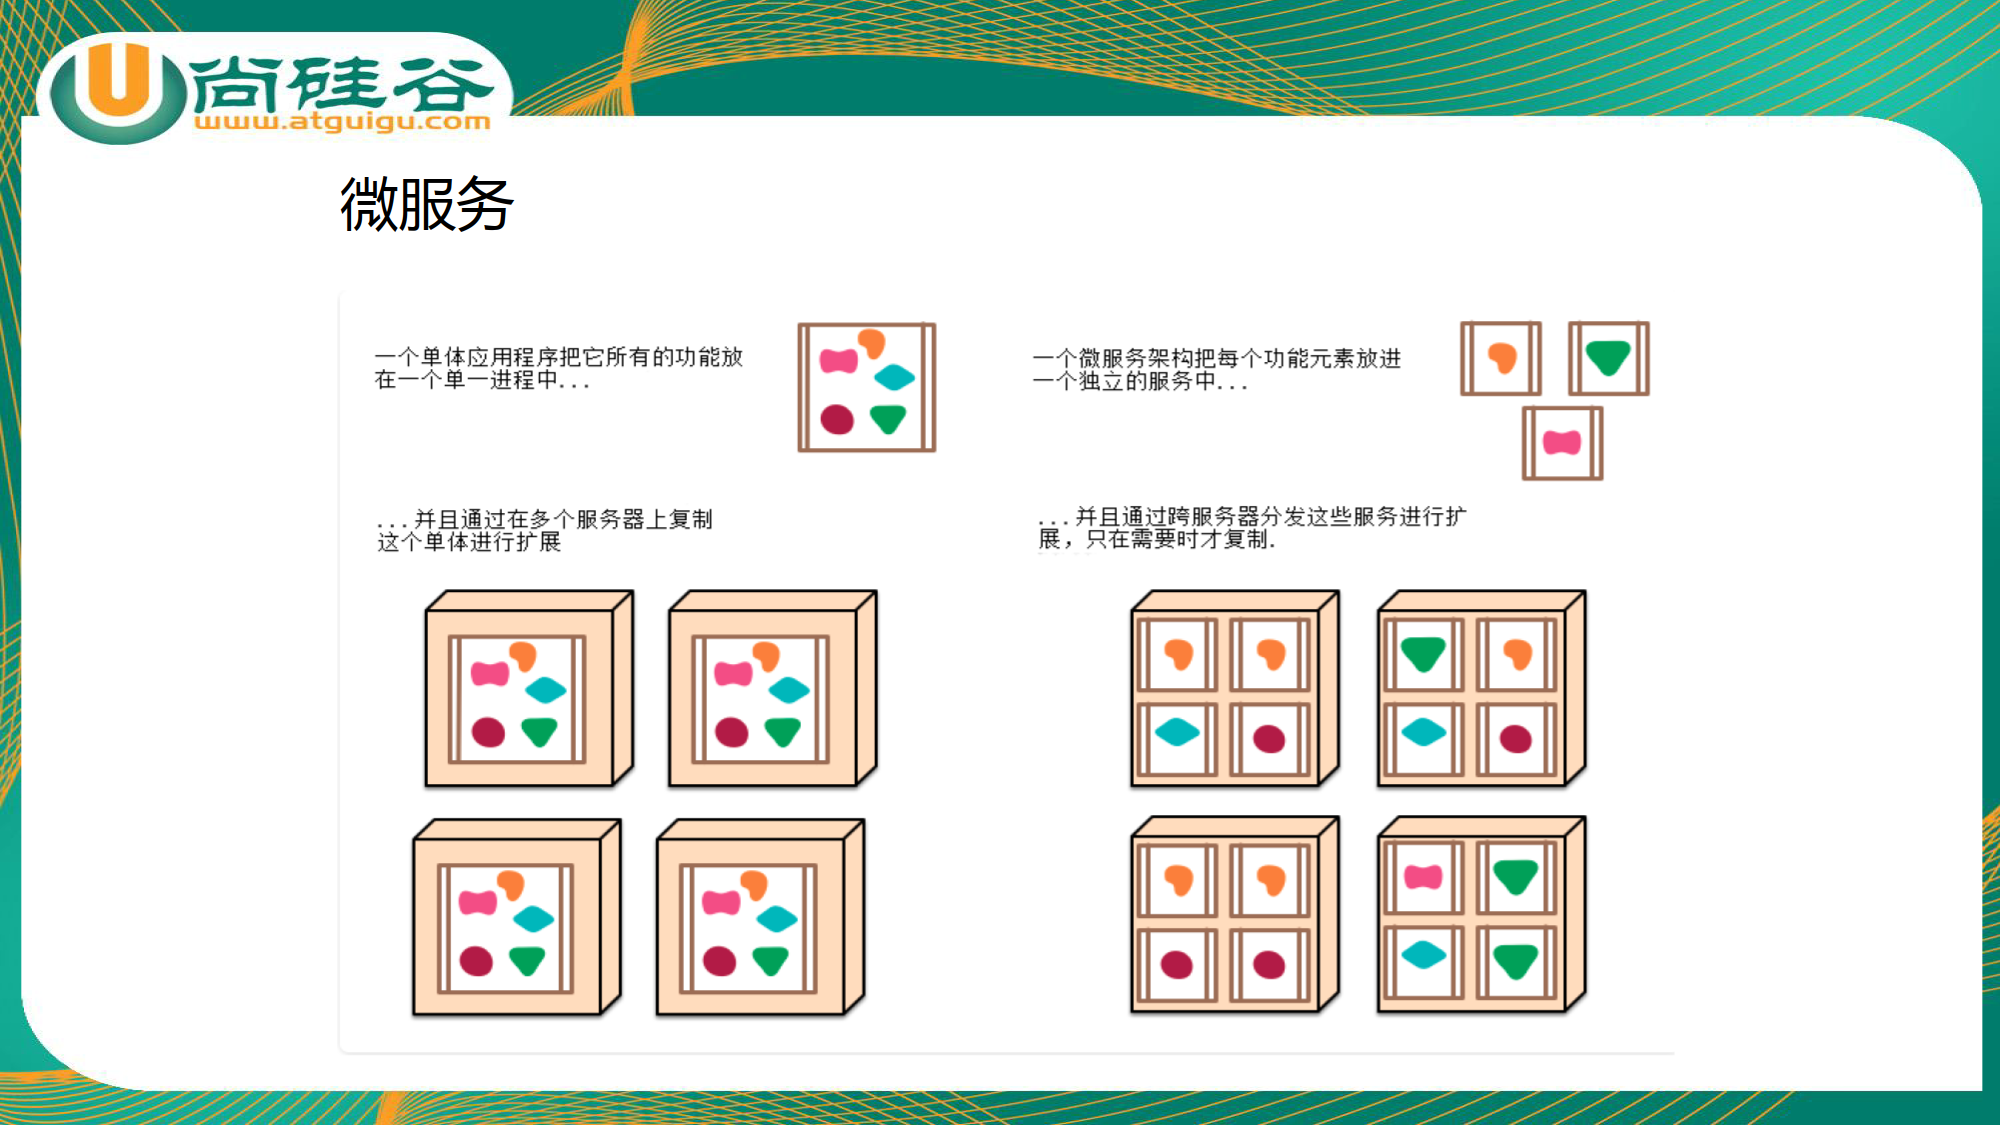 尚硅谷
www.atguigu.com
微服务
一个单体应用程序把它所有的功能放
在一个单一进程中...
一个微服务架构把每个功能元素放进
一个独立的服务中...
...并且通过在多个服务器上复制
这个单体进行扩展
...并且通过跨服务器分发这些服务进行扩
展，只在需要时才复制.